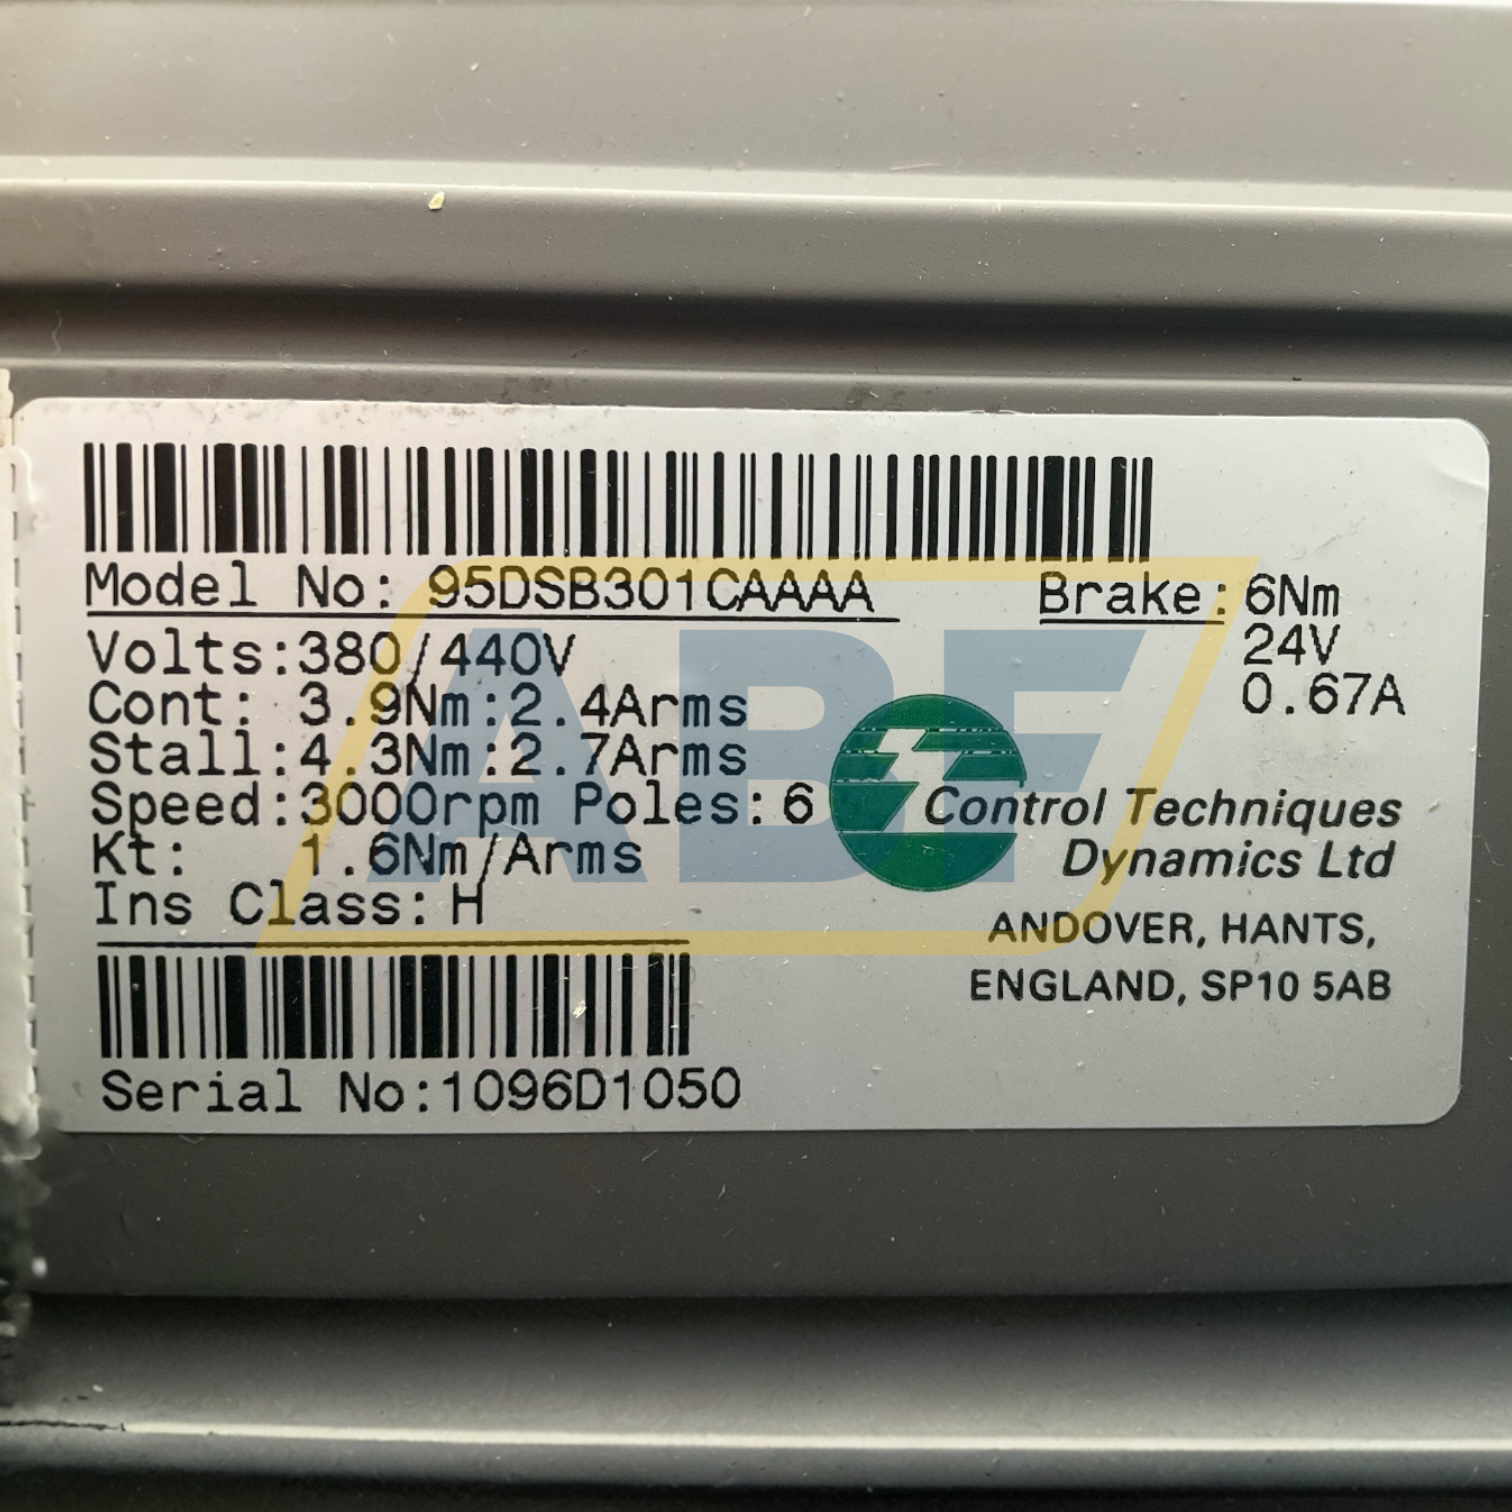 Model No: 95DSB301CAAAA
Brake: 6Nm
24V
0.67A
Volts:380/440V
Cont: 3.9Nm:2.4Arms
Stall:4.3Nm:2.7Arms
Speed:3000rpm Poles:6
Kt: 1.6Nm/Arms
Ins Class:H
Control Techniques
Dynamics Ltd
ANDOVER, HANTS,
ENGLAND, SP10 5AB
Serial No:1096D1050
ABF